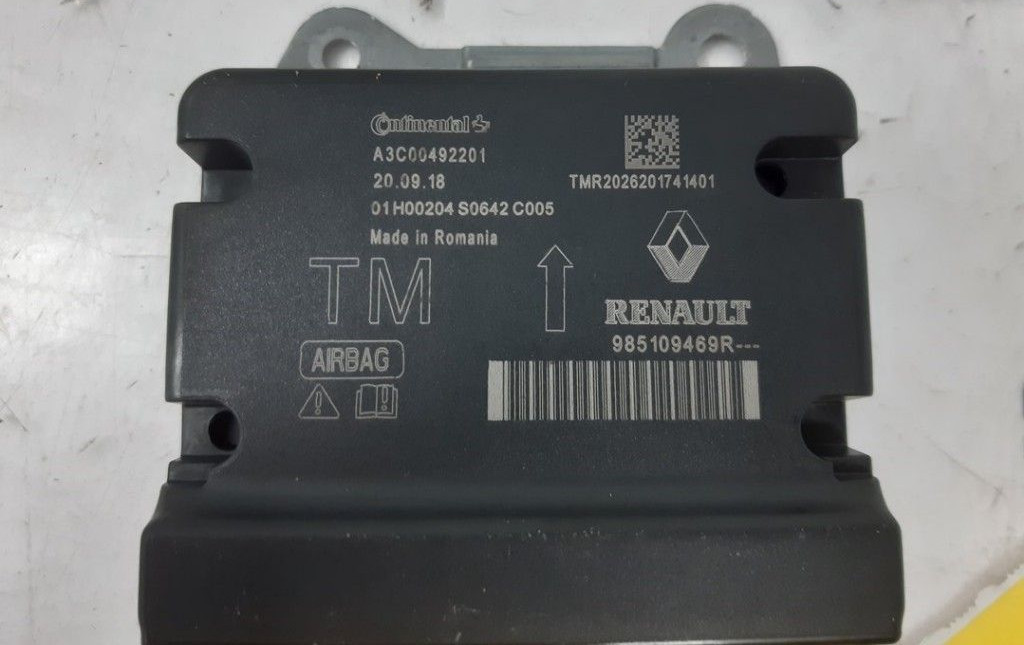 Continental
A3C00492201
20.09.18
01H00204 S0642 C005
Made in Romania
TMR2026201741401
TM
RENAULT
985109469R---
AIRBAG